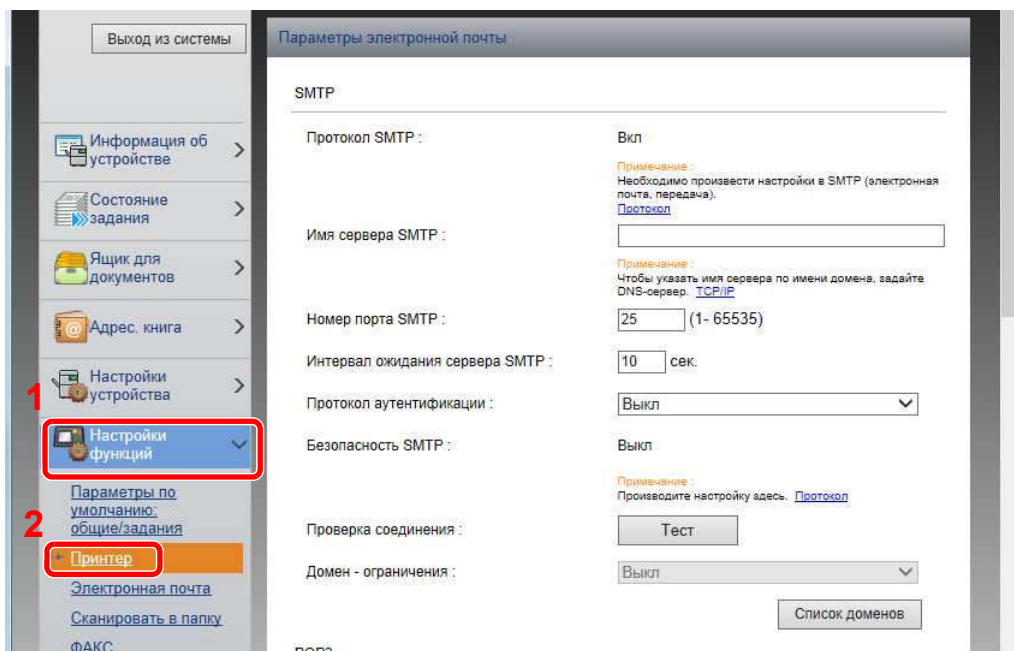 Выход из системы
Информация об
устройстве
Состояние
задания
Ящик для
документов
Адрес. книга
Настройки
устройства
1
Настройки
функций
Параметры по
умолчанию:
общие/задания
2
Принтер
Электронная почта
Сканировать в папку
ФАКС
Параметры электронной почты
SMTP
Протокол SMTP : Вкл
Примечание :
Необходимо произвести настройки в SMTP (электронная
почта, передача).
Протокол
Имя сервера SMTP :
Примечание :
Чтобы указать имя сервера по имени домена, задайте
DNS-сервер. TCP/IP
Номер порта SMTP : 25 (1- 65535)
Интервал ожидания сервера SMTP : 10 сек.
Протокол аутентификации : Выкл
Безопасность SMTP : Выкл
Примечание :
Производите настройку здесь. Протокол
Проверка соединения : Тест
Домен - ограничения : Выкл
Список доменов
POP3